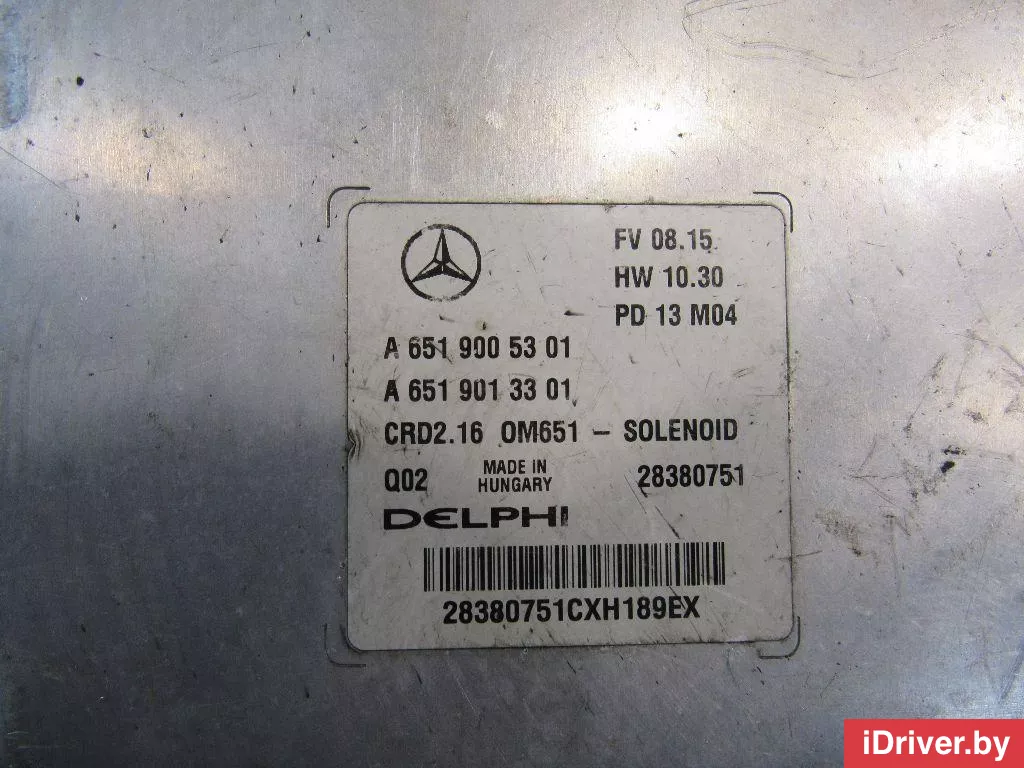 FV 08.15
HW 10.30
PD 13 M04
A 651 900 53 01
A 651 901 33 01
CRD2.16 OM651 – SOLENOID
Q02 MADE IN HUNGARY 28380751
DELPHI
28380751CXH189EX
iDriver.by